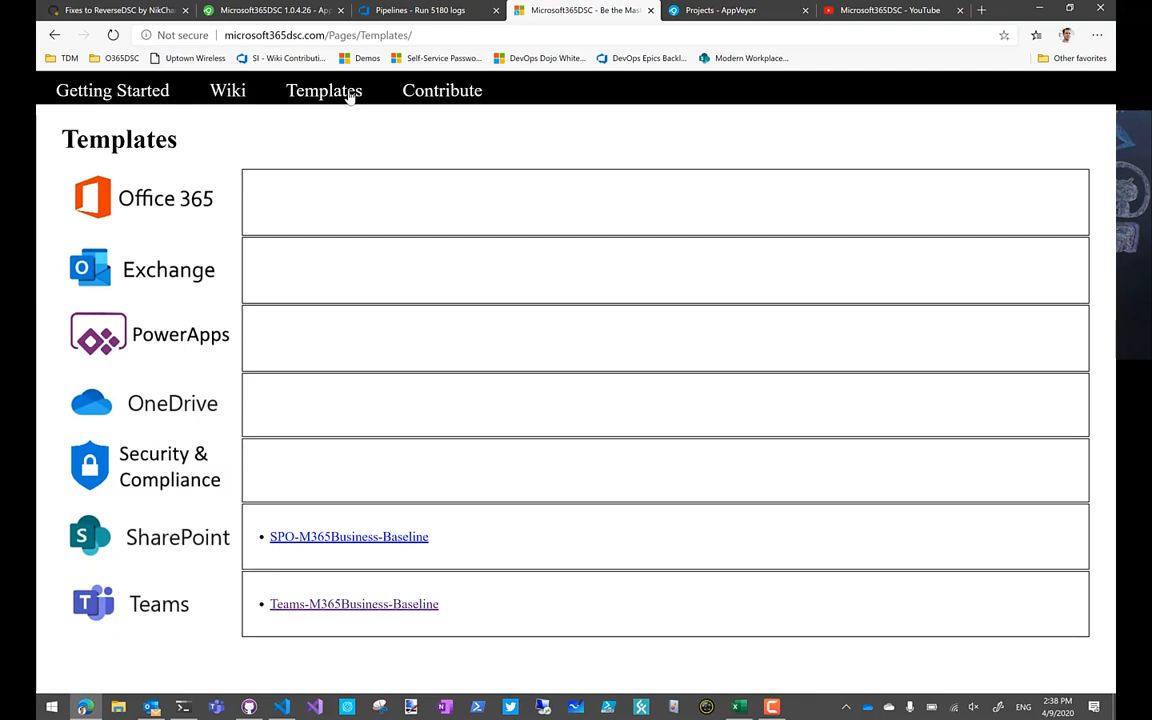 Fixes to ReverseDSC by NikCha
Microsoft365DSC 1.0.4.26 - Ap
Pipelines - Run 5180 logs
Microsoft365DSC - Be the Mas
Projects - AppVeyor
Microsoft365DSC - YouTube
Not secure | microsoft365dsc.com/Pages/Templates/
TDM
O365DSC
Uptown Wireless
SI - Wiki Contributi...
Demos
Self-Service Passwo...
DevOps Dojo White...
DevOps Epics Backl...
Modern Workplace...
Other favorites
Getting Started
Wiki
Templates
Contribute
Templates
Office 365
Exchange
PowerApps
OneDrive
Security &
Compliance
SharePoint
• SPO-M365Business-Baseline
Teams
• Teams-M365Business-Baseline
ENG
2:38 PM
4/9/2020